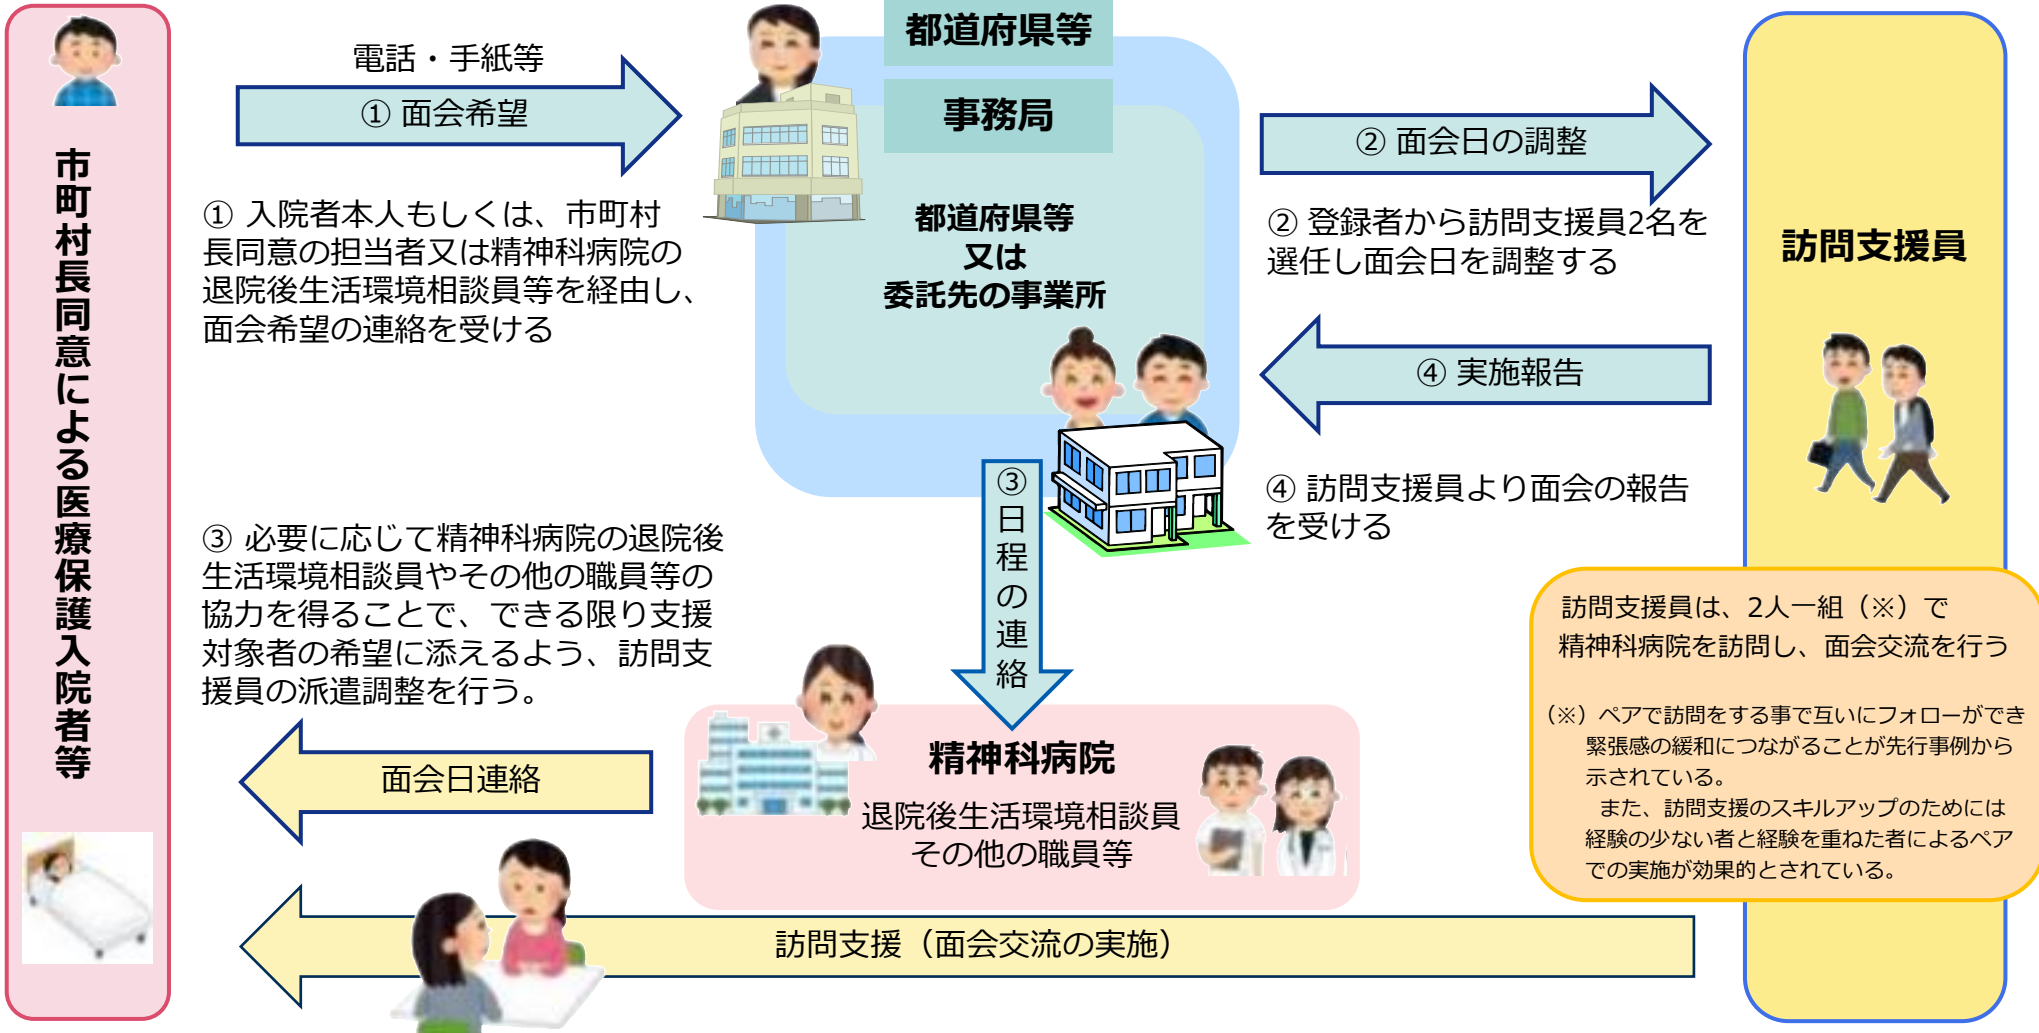 市町村長同意による医療保護入院者等
電話・手紙等
① 面会希望
① 入院者本人もしくは、市町村
長同意の担当者又は精神科病院の
退院後生活環境相談員等を経由し、
面会希望の連絡を受ける
都道府県等
事務局
都道府県等
又は
委託先の事業所
② 面会日の調整
② 登録者から訪問支援員2名を
選任し面会日を調整する
④ 実施報告
④ 訪問支援員より面会の報告
を受ける
訪問支援員
③日程の連絡
③ 必要に応じて精神科病院の退院後
生活環境相談員やその他の職員等の
協力を得ることで、できる限り支援
対象者の希望に添えるよう、訪問支
援員の派遣調整を行う。
面会日連絡
精神科病院
退院後生活環境相談員
その他の職員等
訪問支援員は、2人一組（※）で
精神科病院を訪問し、面会交流を行う
（※）ペアで訪問をする事で互いにフォローができ
緊張感の緩和につながることが先行事例から
示されている。
また、訪問支援のスキルアップのためには
経験の少ない者と経験を重ねた者によるペア
での実施が効果的とされている。
訪問支援（面会交流の実施）